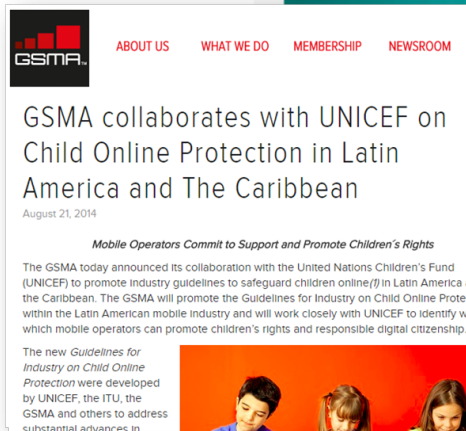 GSMA™
ABOUT US WHAT WE DO MEMBERSHIP NEWSROOM
GSMA collaborates with UNICEF on
Child Online Protection in Latin
America and The Caribbean
August 21, 2014
Mobile Operators Commit to Support and Promote Children´s Rights
The GSMA today announced its collaboration with the United Nations Children's Fund
(UNICEF) to promote industry guidelines to safeguard children online(1) in Latin America
the Caribbean. The GSMA will promote the Guidelines for Industry on Child Online Prote
within the Latin American mobile industry and will work closely with UNICEF to identify w
which mobile operators can promote children's rights and responsible digital citizenship.
The new Guidelines for
Industry on Child Online
Protection were developed
by UNICEF, the ITU, the
GSMA and others to address
substantial advances in